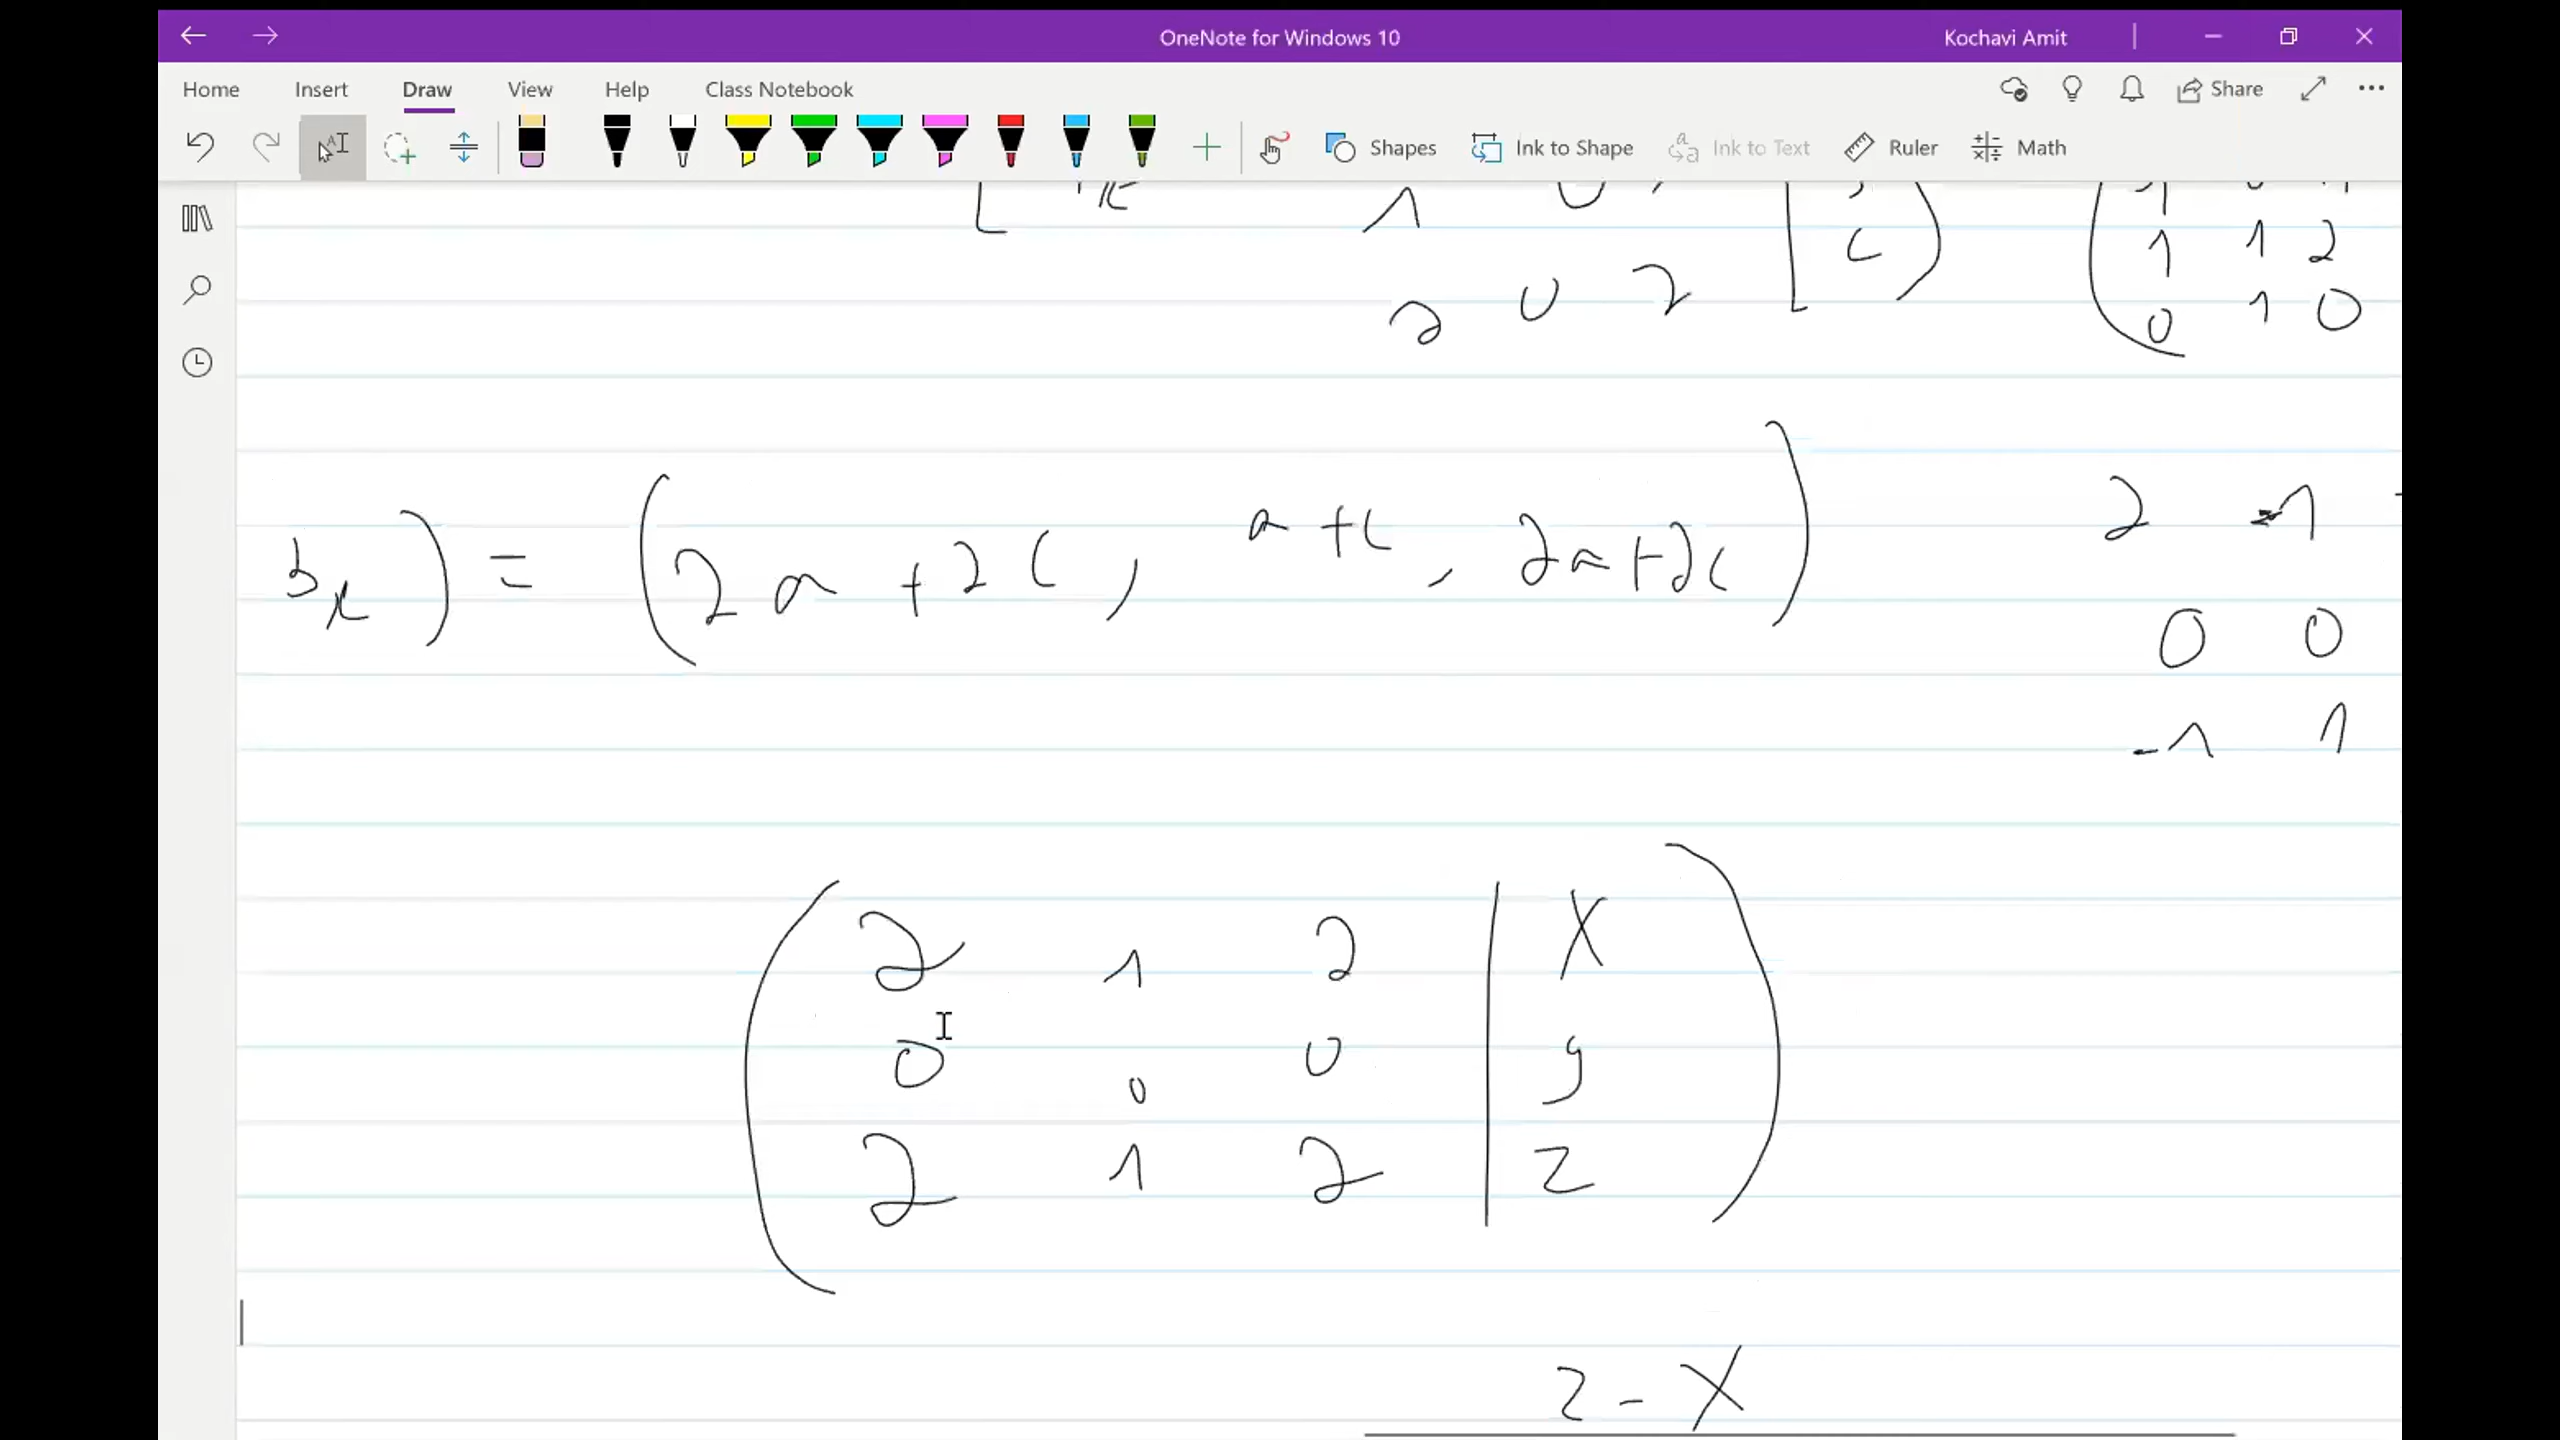 OneNote for Windows 10
Kochavi Amit
Home Insert Draw View Help Class Notebook
Share
Shapes Ink to Shape Ink to Text Ruler Math
1 0
c
1 1 2
2 0 2
0 1 0
) = (2a + 2c, a + c, 2a + 2c)
2 -1
0 0
-1 1
2 1 2 | x
0 0 0 | y
2 1 2 | z
z - x